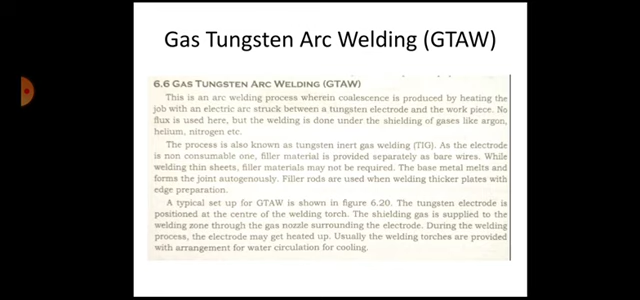 Gas Tungsten Arc Welding (GTAW)
6.6 GAS TUNGSTEN ARC WELDING (GTAW)
This is an arc welding process wherein coalescence is produced by heating the
job with an electric arc struck between a tungsten electrode and the work piece. No
flux is used here, but the welding is done under the shielding of gases like argon,
helium, nitrogen etc.
The process is also known as tungsten inert gas welding (TIG). As the electrode
is non consumable one, filler material is provided separately as bare wires. While
welding thin sheets, filler materials may not be required. The base metal melts and
forms the joint autogenously. Filler rods are used when welding thicker plates with
edge preparation.
A typical set up for GTAW is shown in figure 6.20. The tungsten electrode is
positioned at the centre of the welding torch. The shielding gas is supplied to the
welding zone through the gas nozzle surrounding the electrode. During the welding
process, the electrode may get heated up. Usually the welding torches are provided
with arrangement for water circulation for cooling.